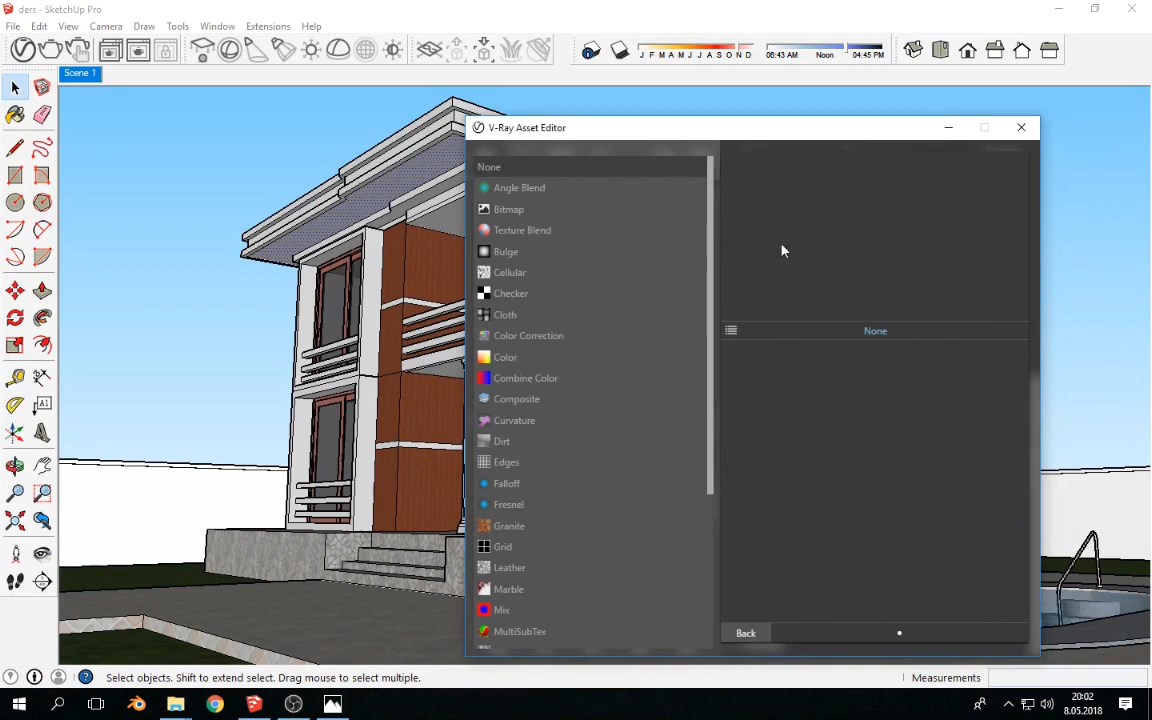 ders - SketchUp Pro
File Edit View Camera Draw Tools Window Extensions Help
J F M A M J J A S O N D
06:43 AM Noon 04:45 PM
Scene 1
V-Ray Asset Editor
None
Angle Blend
Bitmap
Texture Blend
Bulge
Cellular
Checker
Cloth
Color Correction
Color
Combine Color
Composite
Curvature
Dirt
Edges
Falloff
Fresnel
Granite
Grid
Leather
Marble
Mix
MultiSubTex
None
Back
A1
Select objects. Shift to extend select. Drag mouse to select multiple.
Measurements
20:02
8.05.2018